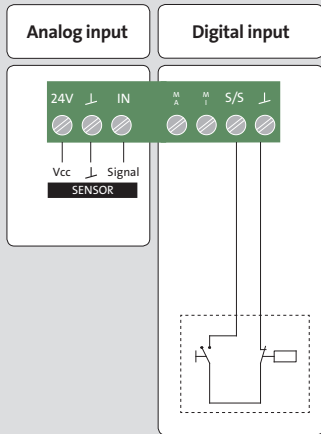 Analog input
Digital input
24V ⊥ IN
M A
M I
S/S ⊥
Vcc ⊥ Signal
SENSOR